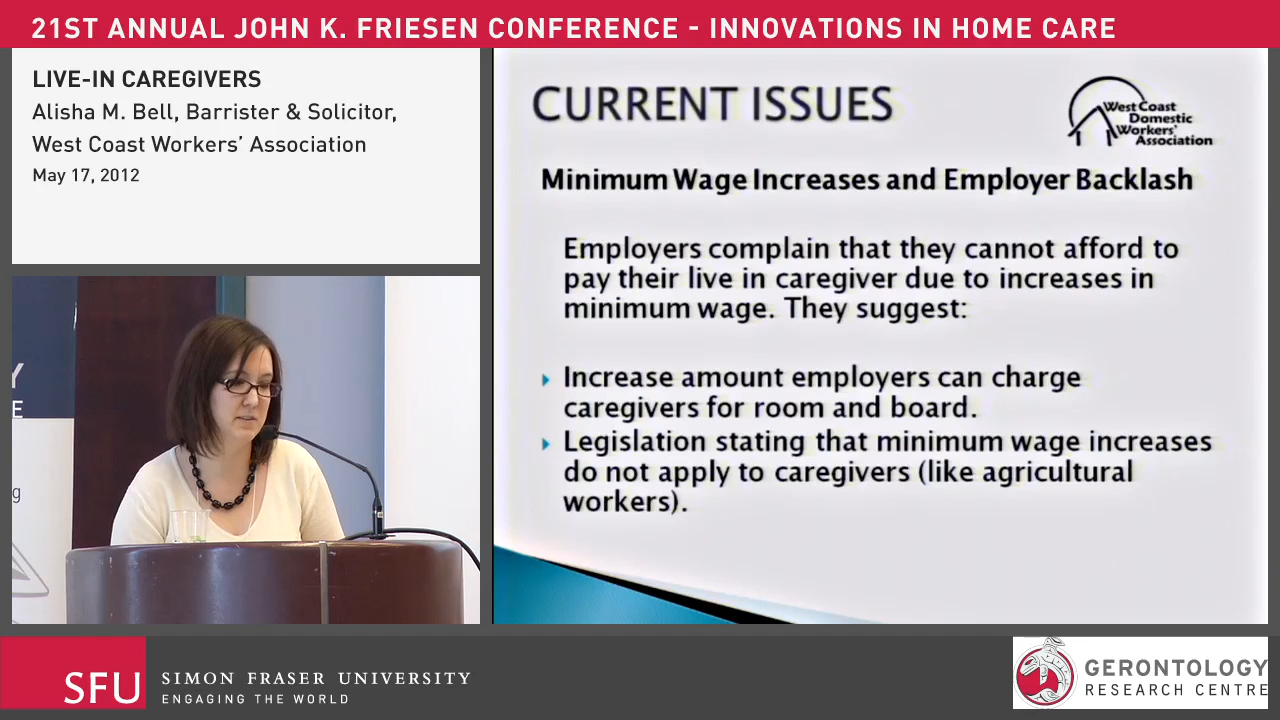 21ST ANNUAL JOHN K. FRIESEN CONFERENCE - INNOVATIONS IN HOME CARE
LIVE-IN CAREGIVERS
Alisha M. Bell, Barrister & Solicitor,
West Coast Workers’ Association
May 17, 2012
CURRENT ISSUES
West Coast
Domestic
Workers'
Association
Minimum Wage Increases and Employer Backlash
Employers complain that they cannot afford to
pay their live in caregiver due to increases in
minimum wage. They suggest:
Increase amount employers can charge
caregivers for room and board.
Legislation stating that minimum wage increases
do not apply to caregivers (like agricultural
workers).
Y
E
g
SFU
SIMON FRASER UNIVERSITY
ENGAGING THE WORLD
GERONTOLOGY
RESEARCH CENTRE